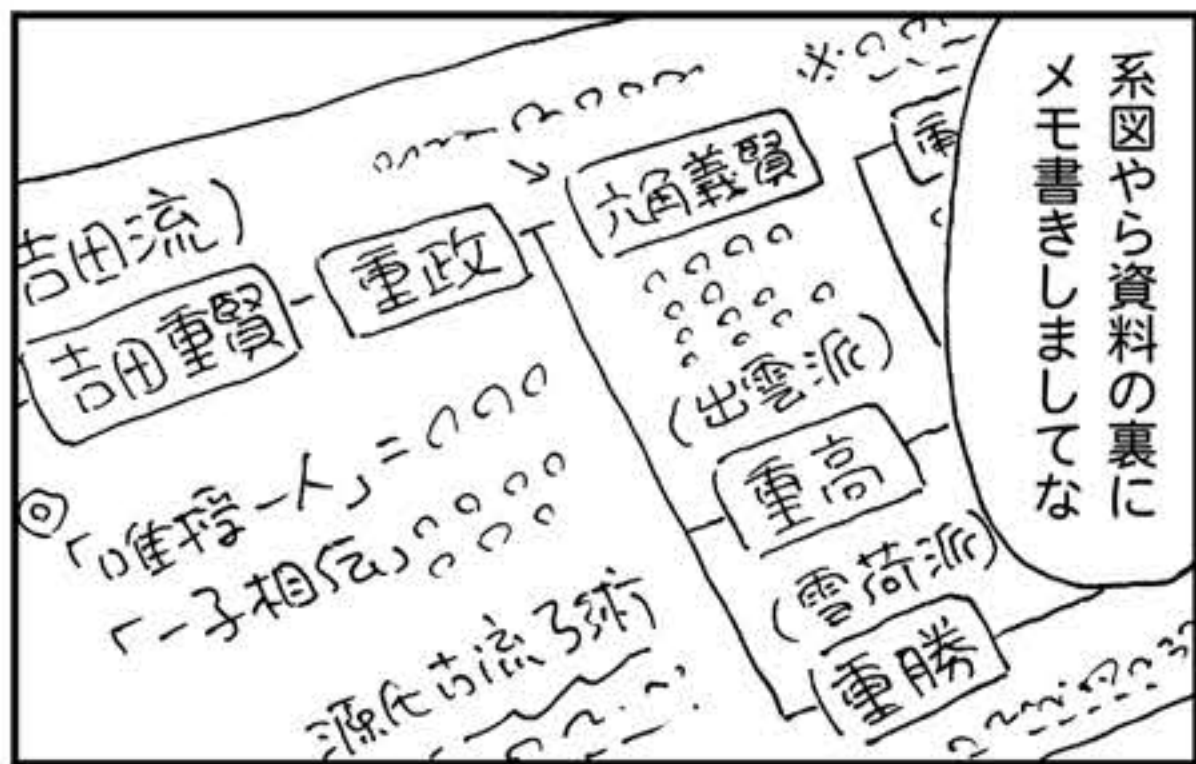 系図やら資料の裏に
メモ書きしましてな
吉田流)
吉田重賢
重政
六角義賢
(出雲派)
重高
(雪荷派)
重勝
◎「唯授一人」=
「一子相伝」
源氏古流弓術